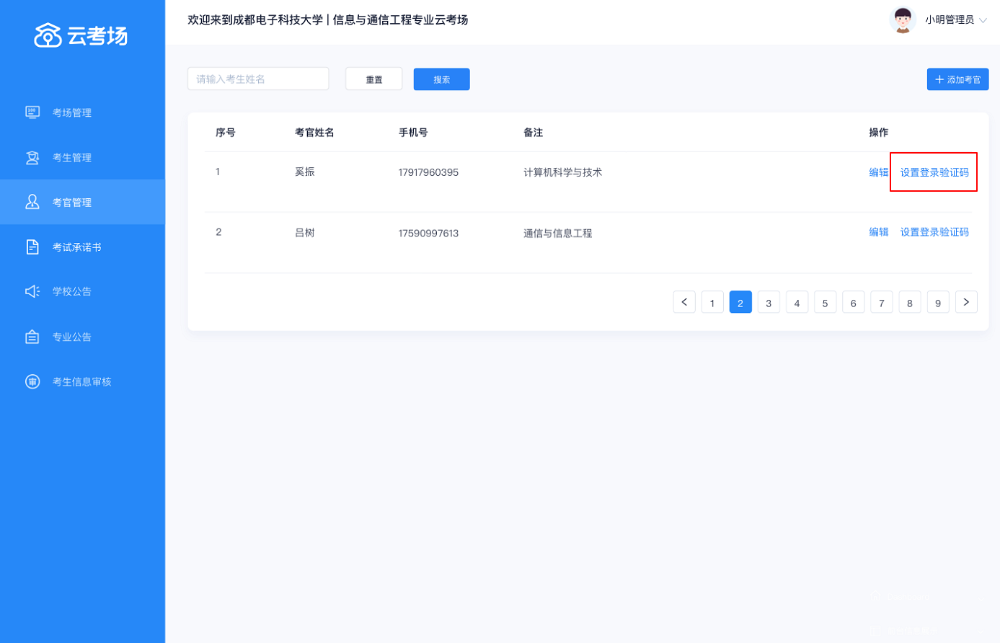 云考场
欢迎来到成都电子科技大学 | 信息与通信工程专业云考场
小明管理员
请输入考生姓名
重置
搜索
添加考官
100
考场管理
考生管理
考官管理
考试承诺书
学校公告
专业公告
审
考生信息审核
序号 考官姓名 手机号 备注 操作
1 奚振 17917960395 计算机科学与技术 编辑 设置登录验证码
2 吕树 17590997613 通信与信息工程 编辑 设置登录验证码
1 2 3 4 5 6 7 8 9